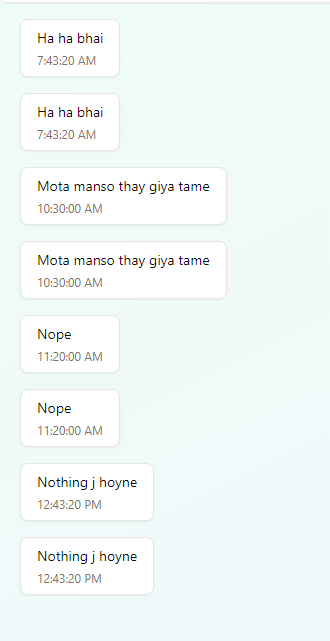 Ha ha bhai
7:43:20 AM
Ha ha bhai
7:43:20 AM
Mota manso thay giya tame
10:30:00 AM
Mota manso thay giya tame
10:30:00 AM
Nope
11:20:00 AM
Nope
11:20:00 AM
Nothing j hoyne
12:43:20 PM
Nothing j hoyne
12:43:20 PM